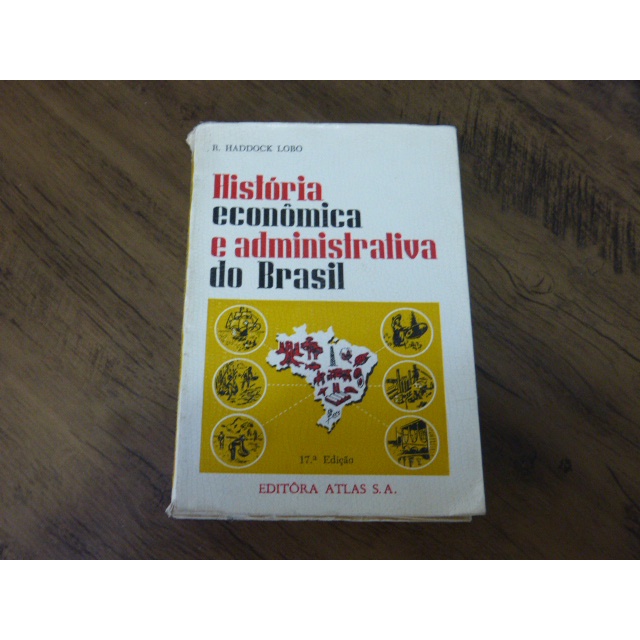 R. HADDOCK LOBO
História
econômica
e administrativa
do Brasil
17.ª Edição
EDITÔRA ATLAS S. A.